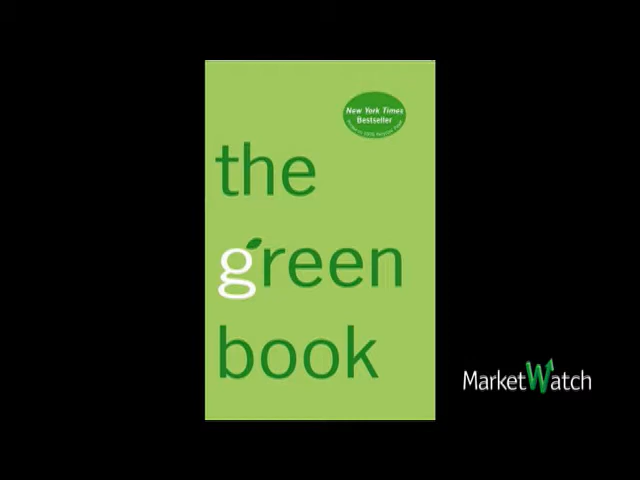 New York Times
Bestseller
the
green
book
MarketWatch